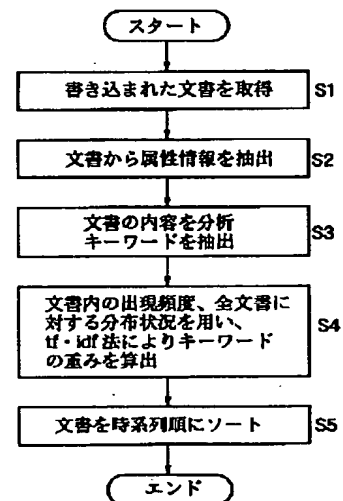 スタート
書き込まれた文書を取得 S1
文書から属性情報を抽出 S2
文書の内容を分析
キーワードを抽出 S3
文書内の出現頻度、全文書に
対する分布状況を用い、
tf・idf法によりキーワード S4
の重みを算出
文書を時系列順にソート S5
エンド